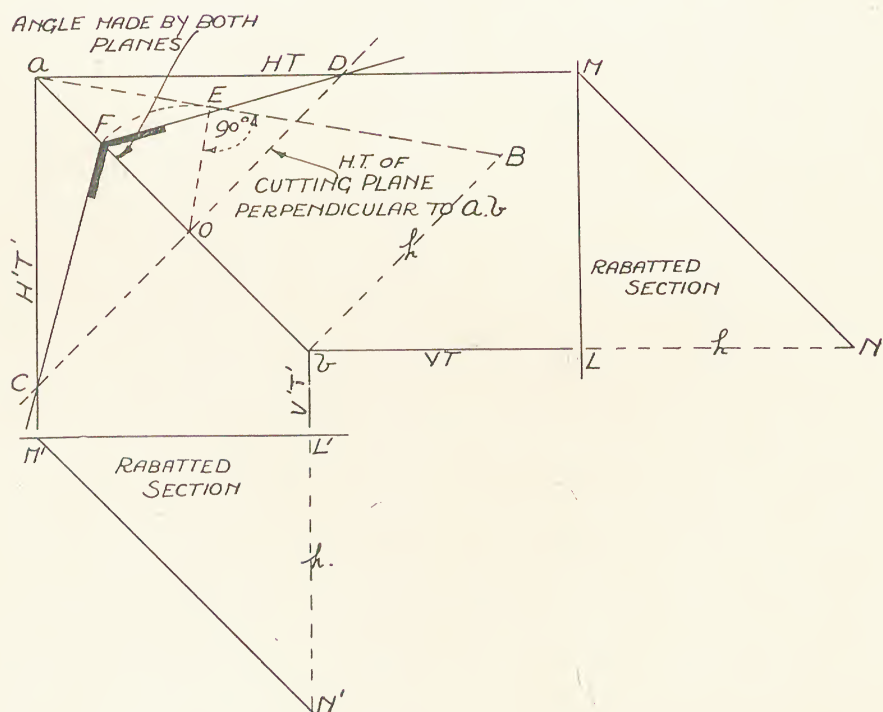 ANGLE MADE BY BOTH
PLANES
a
HT
D
M
E
F
90°
B
H.T. OF
CUTTING PLANE
PERPENDICULAR TO a.b
O
h
H'T'
RABATTED
SECTION
C
b
VT
L
h
N
V'T'
M'
L'
RABATTED
SECTION
h.
N'